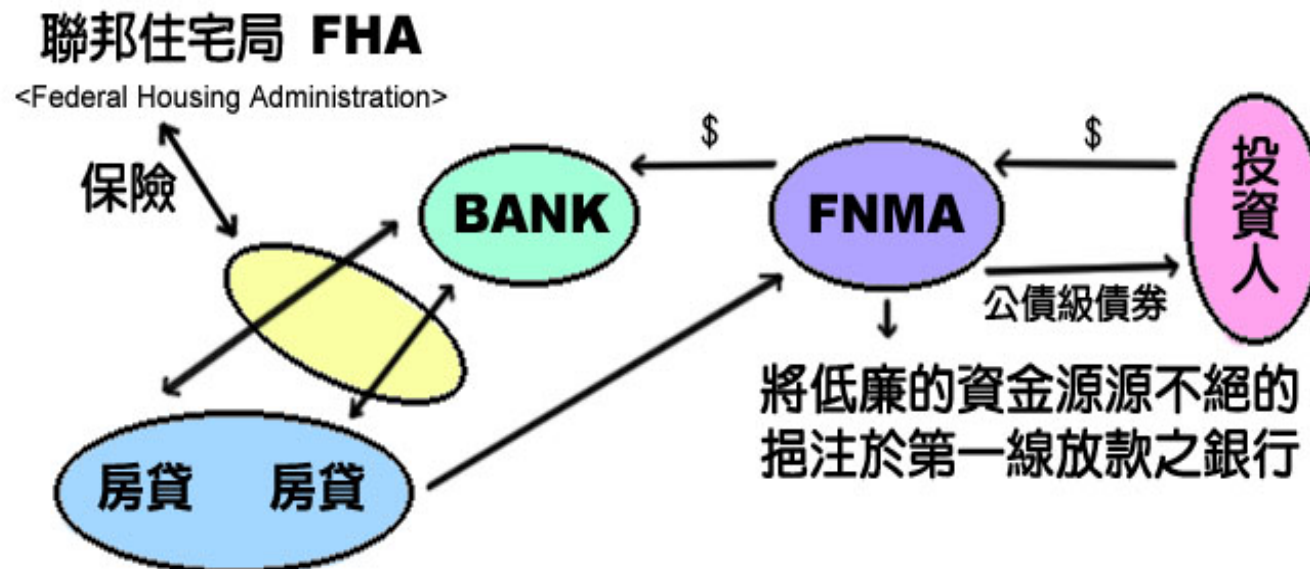 聯邦住宅局 FHA
<Federal Housing Administration>
保險
BANK
$
FNMA
$
投資人
公債級債券
將低廉的資金源源不絕的
挹注於第一線放款之銀行
房貸 房貸